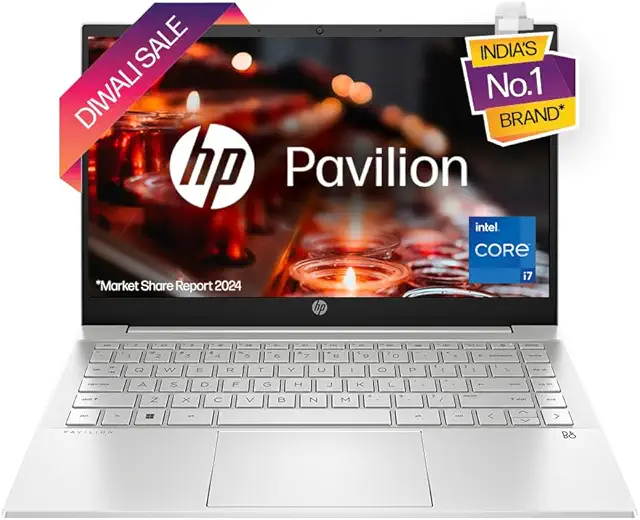 DIWALI SALE
INDIA'S
No.1
BRAND*
hp Pavilion
intel
CORE
i7
*Market Share Report 2024
hp
Q W E R T Y U I O P
A S D F G H J K L
Z X C V B N M
PAVILION
B&O